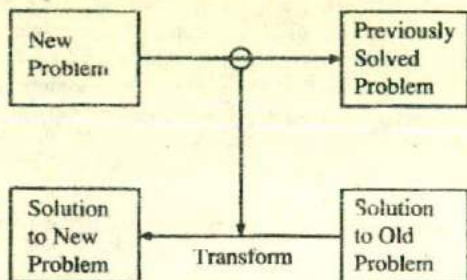 New
Problem
Previously
Solved
Problem
Solution
to New
Problem
Transform
Solution
to Old
Problem